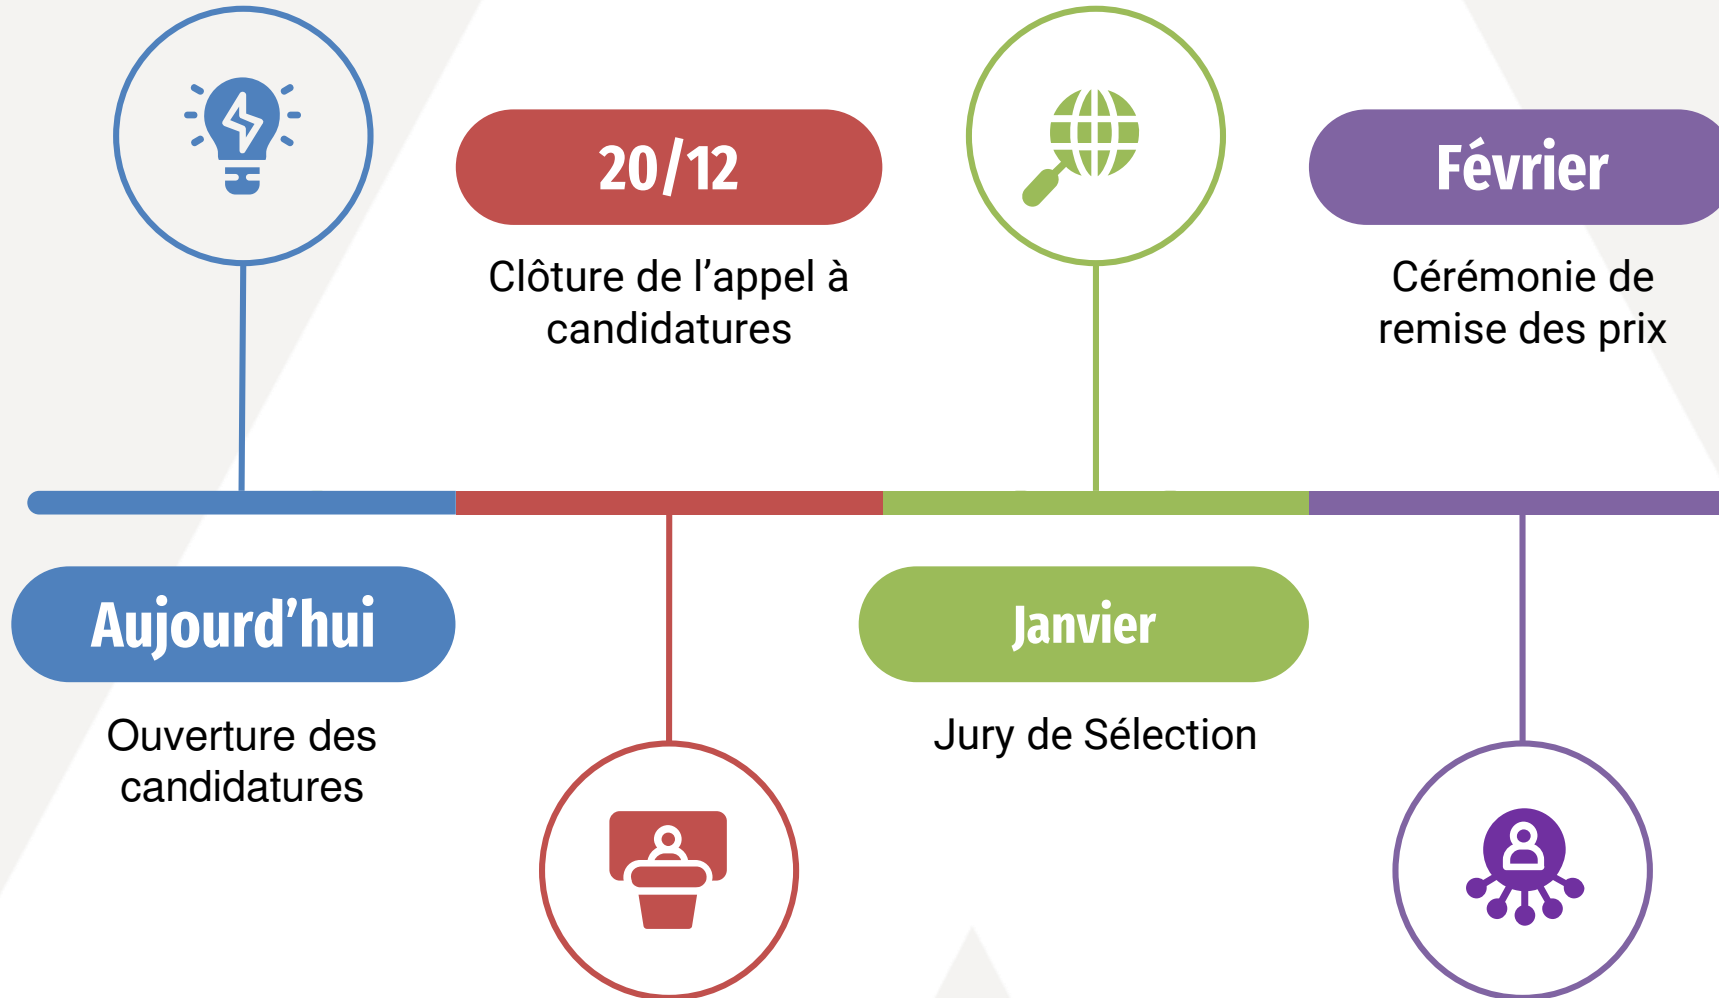 Aujourd’hui
Ouverture des
candidatures
20/12
Clôture de l’appel à
candidatures
Janvier
Jury de Sélection
Février
Cérémonie de
remise des prix